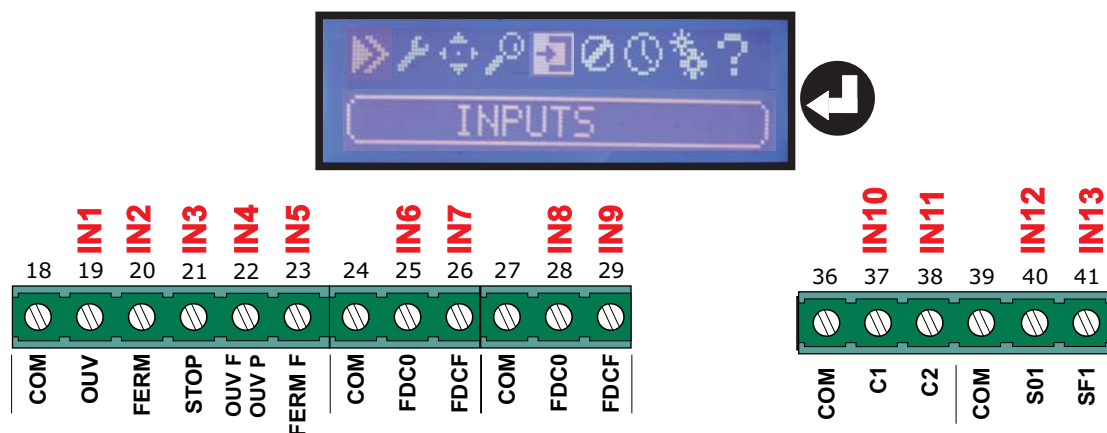 INPUTS
IN1 IN2 IN3 IN4 IN5 IN6 IN7 IN8 IN9 IN10 IN11 IN12 IN13
18 19 20 21 22 23 24 25 26 27 28 29 36 37 38 39 40 41
COM OUV FERM STOP OUV F OUV P FERM F COM FDC0 FDCF COM FDC0 FDCF COM C1 C2 COM S01 SF1